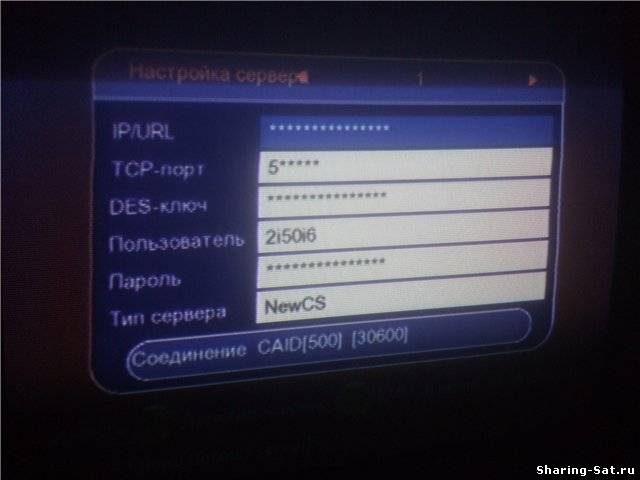 Настройка сервера 1
IP/URL ***************
TCP-порт 5*****
DES-ключ ***************
Пользователь 2i50i6
Пароль ***************
Тип сервера NewCS
Соединение CAID[500] [30600]
Sharing-Sat.ru